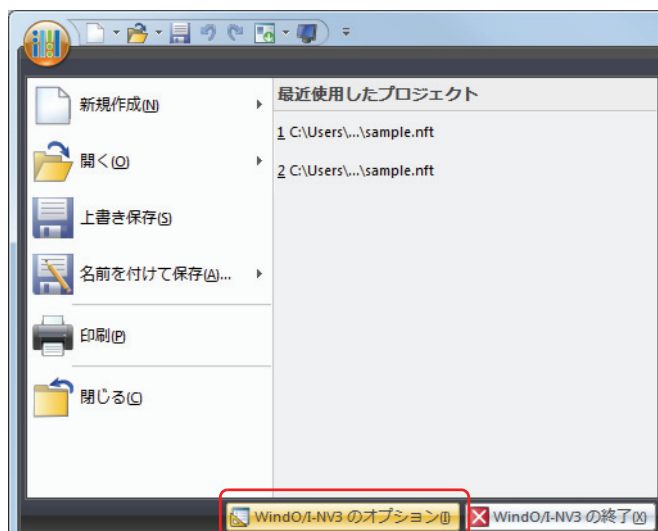 新規作成(N)
開く(O)
上書き保存(S)
名前を付けて保存(A)...
印刷(P)
閉じる(C)
最近使用したプロジェクト
1 C:\Users\...\sample.nft
2 C:\Users\...\sample.nft
WindO/I-NV3 のオプション(I)
WindO/I-NV3 の終了(X)